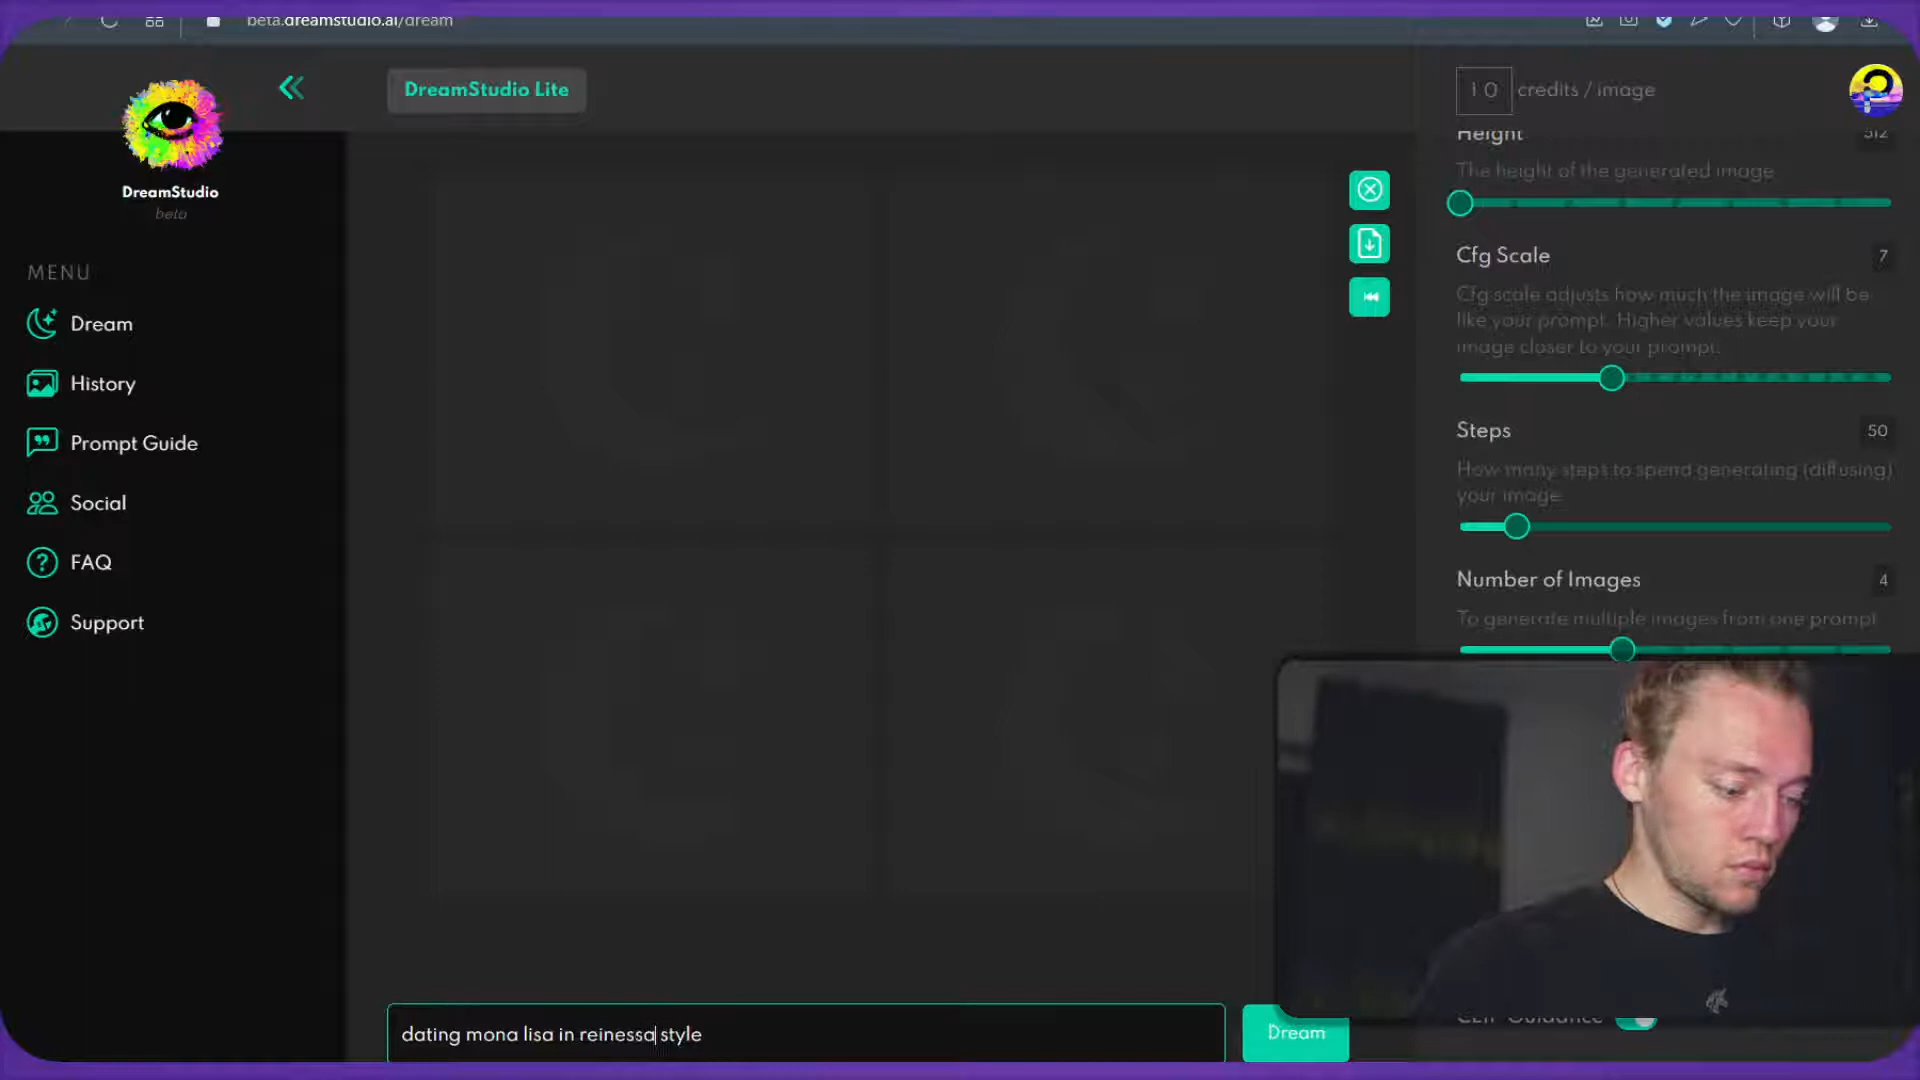 beta.dreamstudio.ai/dream
DreamStudio Lite
10 credits / image
DreamStudio
beta
MENU
Dream
History
Prompt Guide
Social
FAQ
Support
Height 512
The height of the generated image.
Cfg Scale 7
Cfg scale adjusts how much the image will be
like your prompt. Higher values keep your
image closer to your prompt.
Steps 50
How many steps to spend generating (diffusing)
your image.
Number of Images 4
To generate multiple images from one prompt.
CLIP Guidance
dating mona lisa in reinessa style
Dream